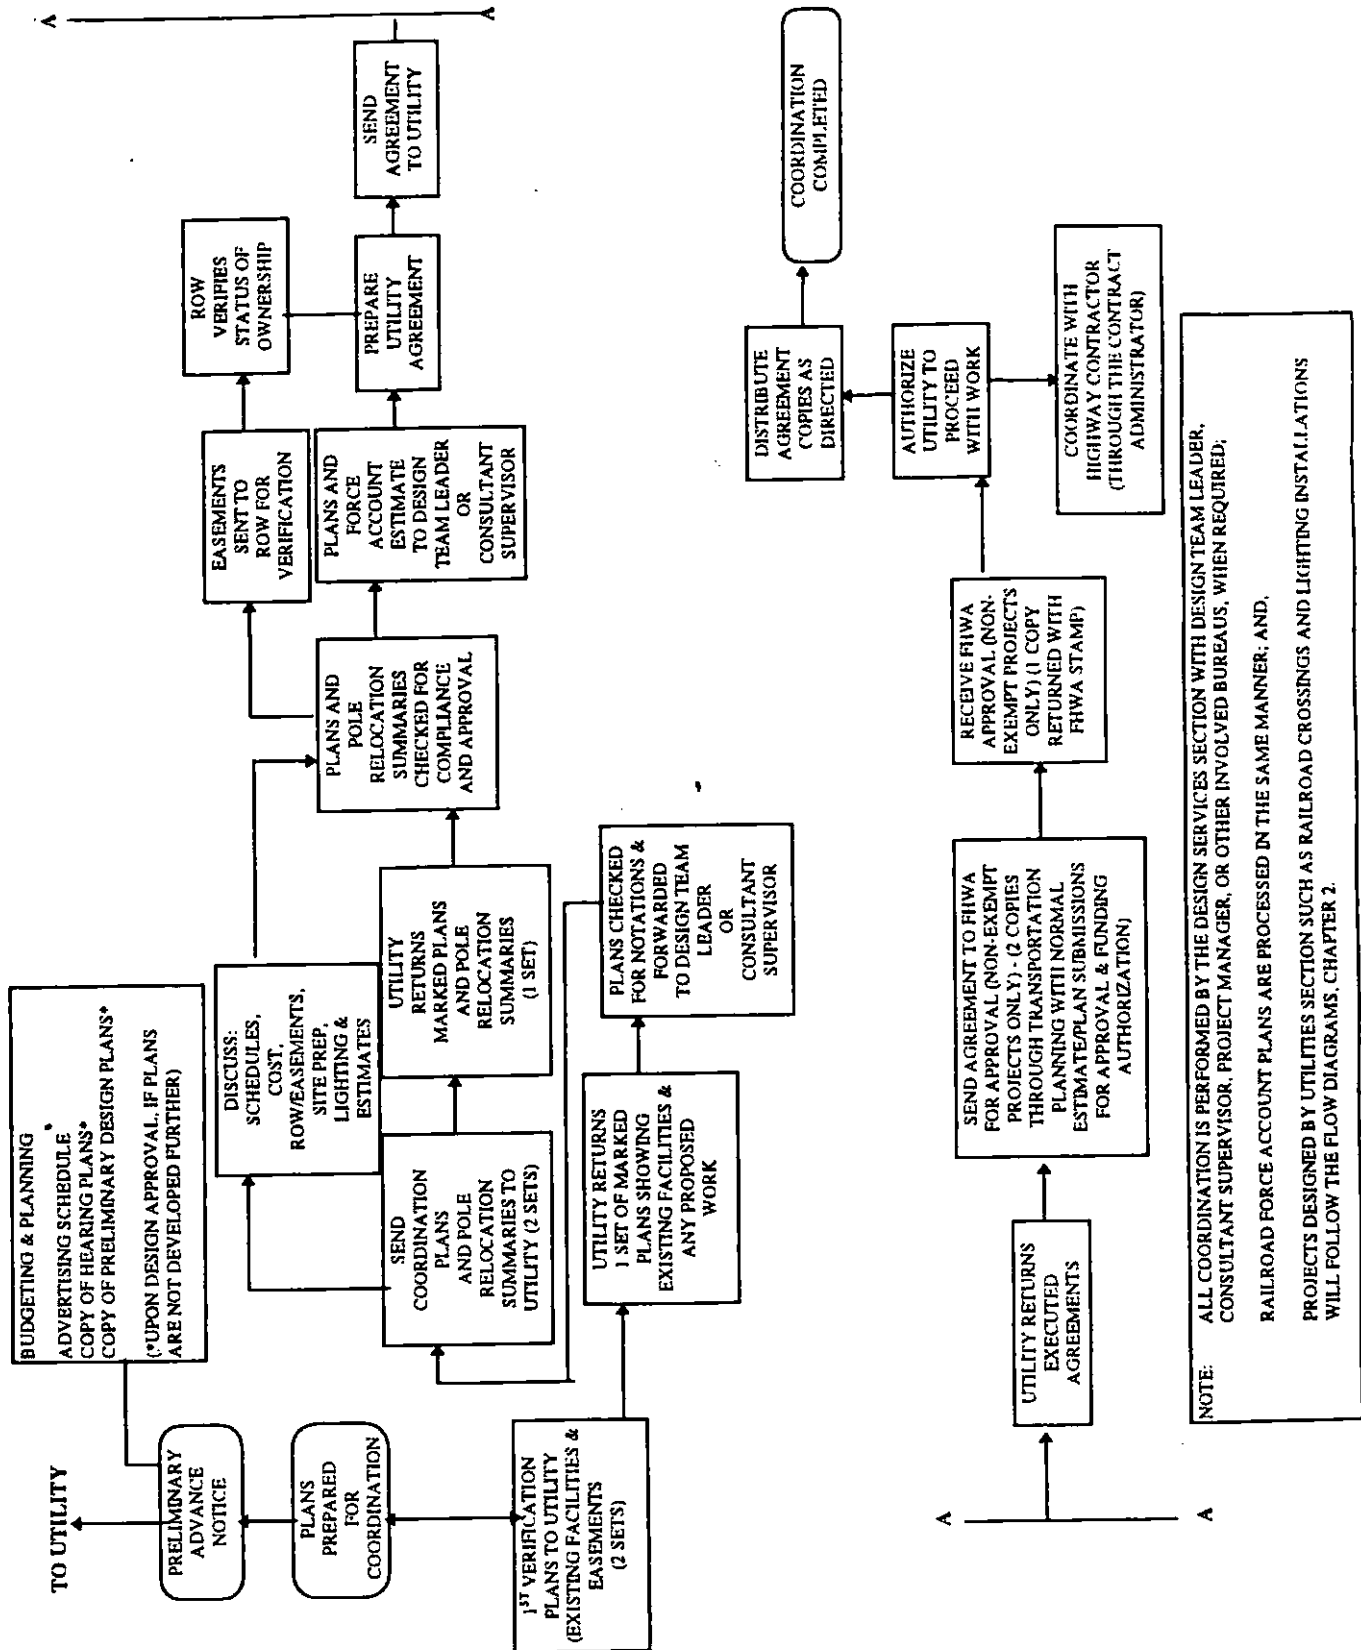 TO UTILITY
PRELIMINARY
ADVANCE
NOTICE
BUDGETING & PLANNING
ADVERTISING SCHEDULE
COPY OF HEARING PLANS*
COPY OF PRELIMINARY DESIGN PLANS*
(*UPON DESIGN APPROVAL, IF PLANS
ARE NOT DEVELOPED FURTHER)
PLANS
PREPARED
FOR
COORDINATION
1ST VERIFICATION
PLANS TO UTILITY
(EXISTING FACILITIES &
EASEMENTS
(2 SETS)
UTILITY RETURNS
1 SET OF MARKED
PLANS SHOWING
EXISTING FACILITIES &
ANY PROPOSED
WORK
PLANS CHECKED
FOR NOTATIONS &
FORWARDED
TO DESIGN TEAM
LEADER
OR
CONSULTANT
SUPERVISOR
SEND
COORDINATION
PLANS
AND POLE
RELOCATION
SUMMARIES TO
UTILITY (2 SETS)
DISCUSS:
SCHEDULES,
COST,
ROW/EASEMENTS,
SITE PREP,
LIGHTING &
ESTIMATES
UTILITY
RETURNS
MARKED PLANS
AND POLE
RELOCATION
SUMMARIES
(1 SET)
PLANS AND
POLE
RELOCATION
SUMMARIES
CHECKED FOR
COMPLIANCE
AND APPROVAL
EASEMENTS
SENT TO
ROW FOR
VERIFICATION
PLANS AND
FORCE
ACCOUNT
ESTIMATE
TO DESIGN
TEAM LEADER
OR
CONSULTANT
SUPERVISOR
ROW
VERIFIES
STATUS OF
OWNERSHIP
PREPARE
UTILITY
AGREEMENT
SEND
AGREEMENT
TO UTILITY
A
A
A
A
UTILITY RETURNS
EXECUTED
AGREEMENTS
SEND AGREEMENT TO FHWA
FOR APPROVAL (NON-EXEMPT
PROJECTS ONLY) - (2 COPIES
THROUGH TRANSPORTATION
PLANNING WITH NORMAL
ESTIMATE/PLAN SUBMISSIONS
FOR APPROVAL & FUNDING
AUTHORIZATION)
RECEIVE FHWA
APPROVAL (NON-
EXEMPT PROJECTS
ONLY) (1 COPY
RETURNED WITH
FHWA STAMP)
AUTHORIZE
UTILITY TO
PROCEED
WITH WORK
DISTRIBUTE
AGREEMENT
COPIES AS
DIRECTED
COORDINATION
COMPLETED
COORDINATE WITH
HIGHWAY CONTRACTOR
(THROUGH THE CONTRACT
ADMINISTRATOR)
NOTE: ALL COORDINATION IS PERFORMED BY THE DESIGN SERVICES SECTION WITH DESIGN TEAM LEADER,
CONSULTANT SUPERVISOR, PROJECT MANAGER, OR OTHER INVOLVED BUREAUS, WHEN REQUIRED;
RAILROAD FORCE ACCOUNT PLANS ARE PROCESSED IN THE SAME MANNER; AND,
PROJECTS DESIGNED BY UTILITIES SECTION SUCH AS RAILROAD CROSSINGS AND LIGHTING INSTALLATIONS
WILL FOLLOW THE FLOW DIAGRAMS, CHAPTER 2.